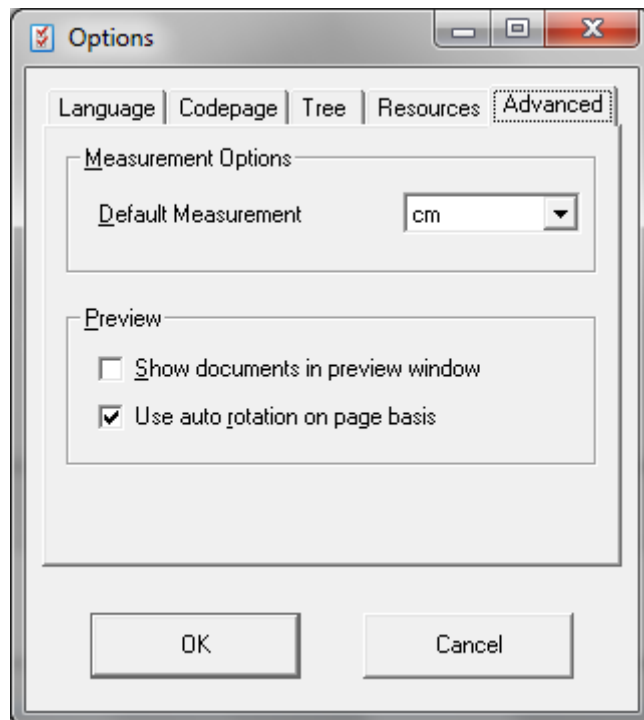 Options
Language Codepage Tree Resources Advanced
Measurement Options
Default Measurement cm
Preview
Show documents in preview window
Use auto rotation on page basis
OK Cancel